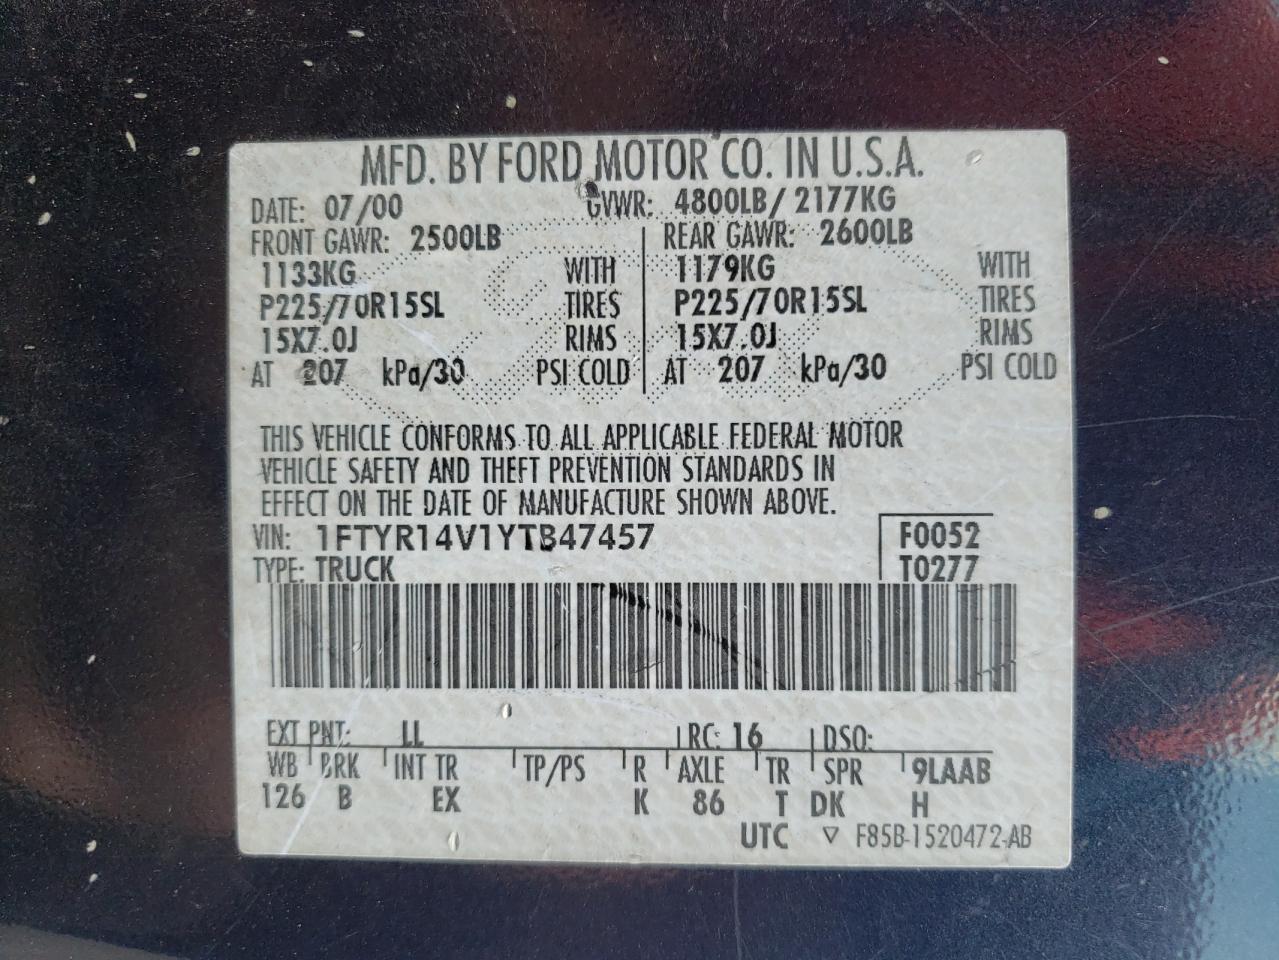 MFD. BY FORD MOTOR CO. IN U.S.A.
DATE: 07/00 GVWR: 4800LB/ 2177KG
FRONT GAWR: 2500LB REAR GAWR: 2600LB
1133KG WITH 1179KG WITH
P225/70R15SL TIRES P225/70R15SL TIRES
15X7.0J RIMS 15X7.0J RIMS
AT 207 kPa/30 PSI COLD AT 207 kPa/30 PSI COLD
THIS VEHICLE CONFORMS TO ALL APPLICABLE FEDERAL MOTOR
VEHICLE SAFETY AND THEFT PREVENTION STANDARDS IN
EFFECT ON THE DATE OF MANUFACTURE SHOWN ABOVE.
VIN: 1FTYR14V1YTB47457 F0052
TYPE: TRUCK T0277
EXT PNT: LL RC: 16 DSO:
WB BRK INT TR TP/PS R AXLE TR SPR 9LAAB
126 B EX K 86 T DK H
UTC ▽ F85B-1520472-AB